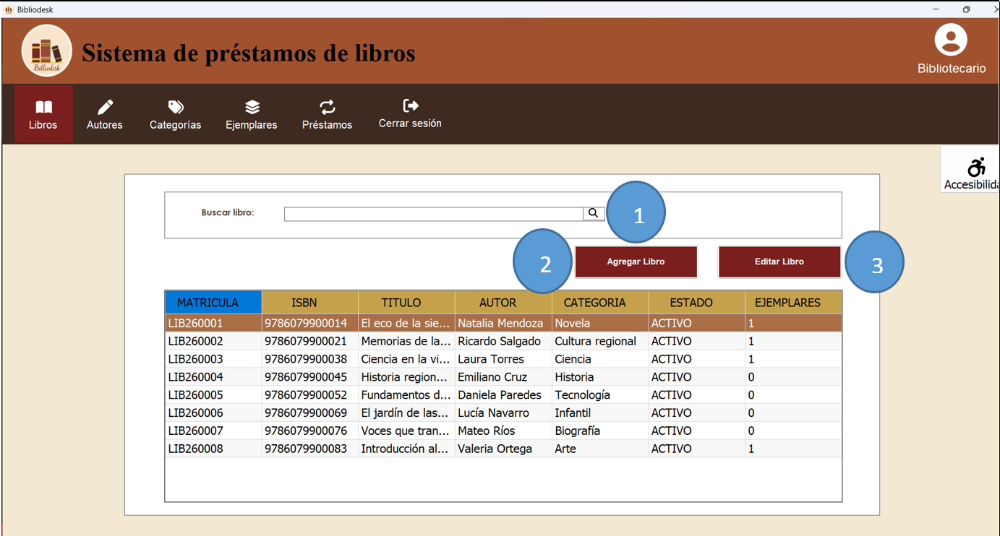 Bibliodesk
Bibliodesk
Sistema de préstamos de libros
Bibliotecario
Libros
Autores
Categorías
Ejemplares
Préstamos
Cerrar sesión
Accesibilida
Buscar libro:
1
2
Agregar Libro
Editar Libro
3
MATRICULA ISBN TITULO AUTOR CATEGORIA ESTADO EJEMPLARES
LIB260001 9786079900014 El eco de la sie... Natalia Mendoza Novela ACTIVO 1
LIB260002 9786079900021 Memorias de la... Ricardo Salgado Cultura regional ACTIVO 1
LIB260003 9786079900038 Ciencia en la vi... Laura Torres Ciencia ACTIVO 1
LIB260004 9786079900045 Historia region... Emiliano Cruz Historia ACTIVO 0
LIB260005 9786079900052 Fundamentos d... Daniela Paredes Tecnología ACTIVO 0
LIB260006 9786079900069 El jardín de las... Lucía Navarro Infantil ACTIVO 0
LIB260007 9786079900076 Voces que tran... Mateo Ríos Biografía ACTIVO 0
LIB260008 9786079900083 Introducción al... Valeria Ortega Arte ACTIVO 1